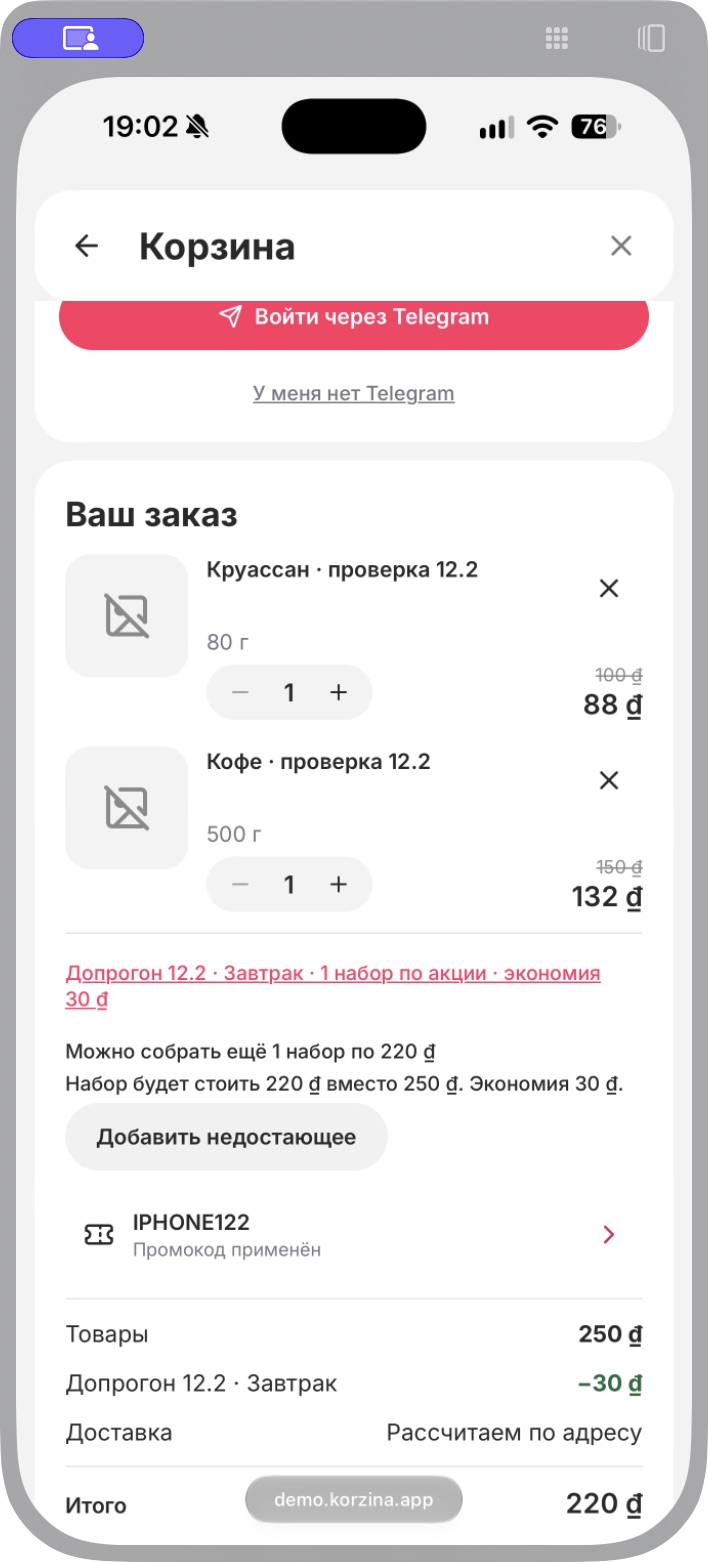 19:02
76
Корзина
Войти через Telegram
У меня нет Telegram
Ваш заказ
Круассан · проверка 12.2
80 г
1
100 ₫
88 ₫
Кофе · проверка 12.2
500 г
1
150 ₫
132 ₫
Допрогон 12.2 · Завтрак · 1 набор по акции · экономия
30 ₫
Можно собрать ещё 1 набор по 220 ₫
Набор будет стоить 220 ₫ вместо 250 ₫. Экономия 30 ₫.
Добавить недостающее
IPHONE122
Промокод применён
Товары 250 ₫
Допрогон 12.2 · Завтрак −30 ₫
Доставка Рассчитаем по адресу
Итого 220 ₫
demo.korzina.app